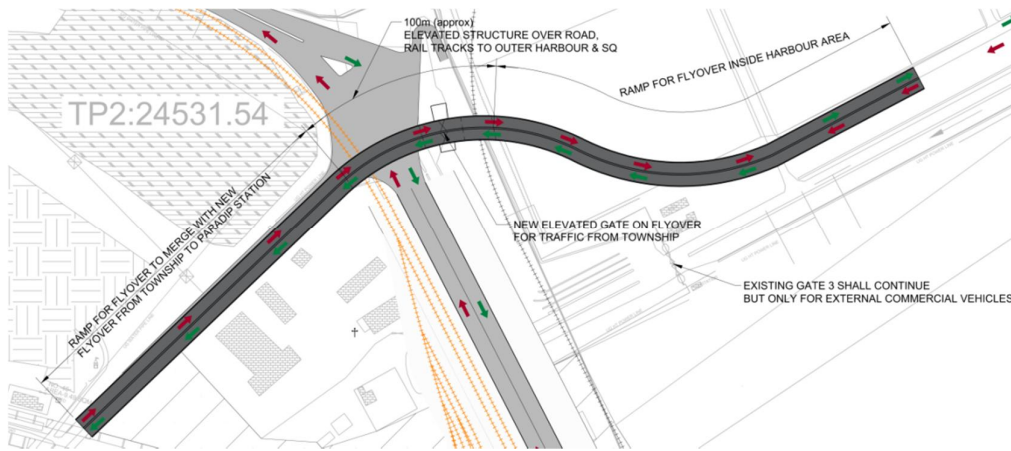 100m (approx)
ELEVATED STRUCTURE OVER ROAD,
RAIL TRACKS TO OUTER HARBOUR & SQ
RAMP FOR FLYOVER INSIDE HARBOUR AREA
TP2:24531.54
RAMP FOR FLYOVER TO MERGE WITH NEW
FLYOVER FROM TOWNSHIP TO PARADIP STATION
NEW ELEVATED GATE ON FLYOVER
FOR TRAFFIC FROM TOWNSHIP
EXISTING GATE 3 SHALL CONTINUE
BUT ONLY FOR EXTERNAL COMMERCIAL VEHICLES